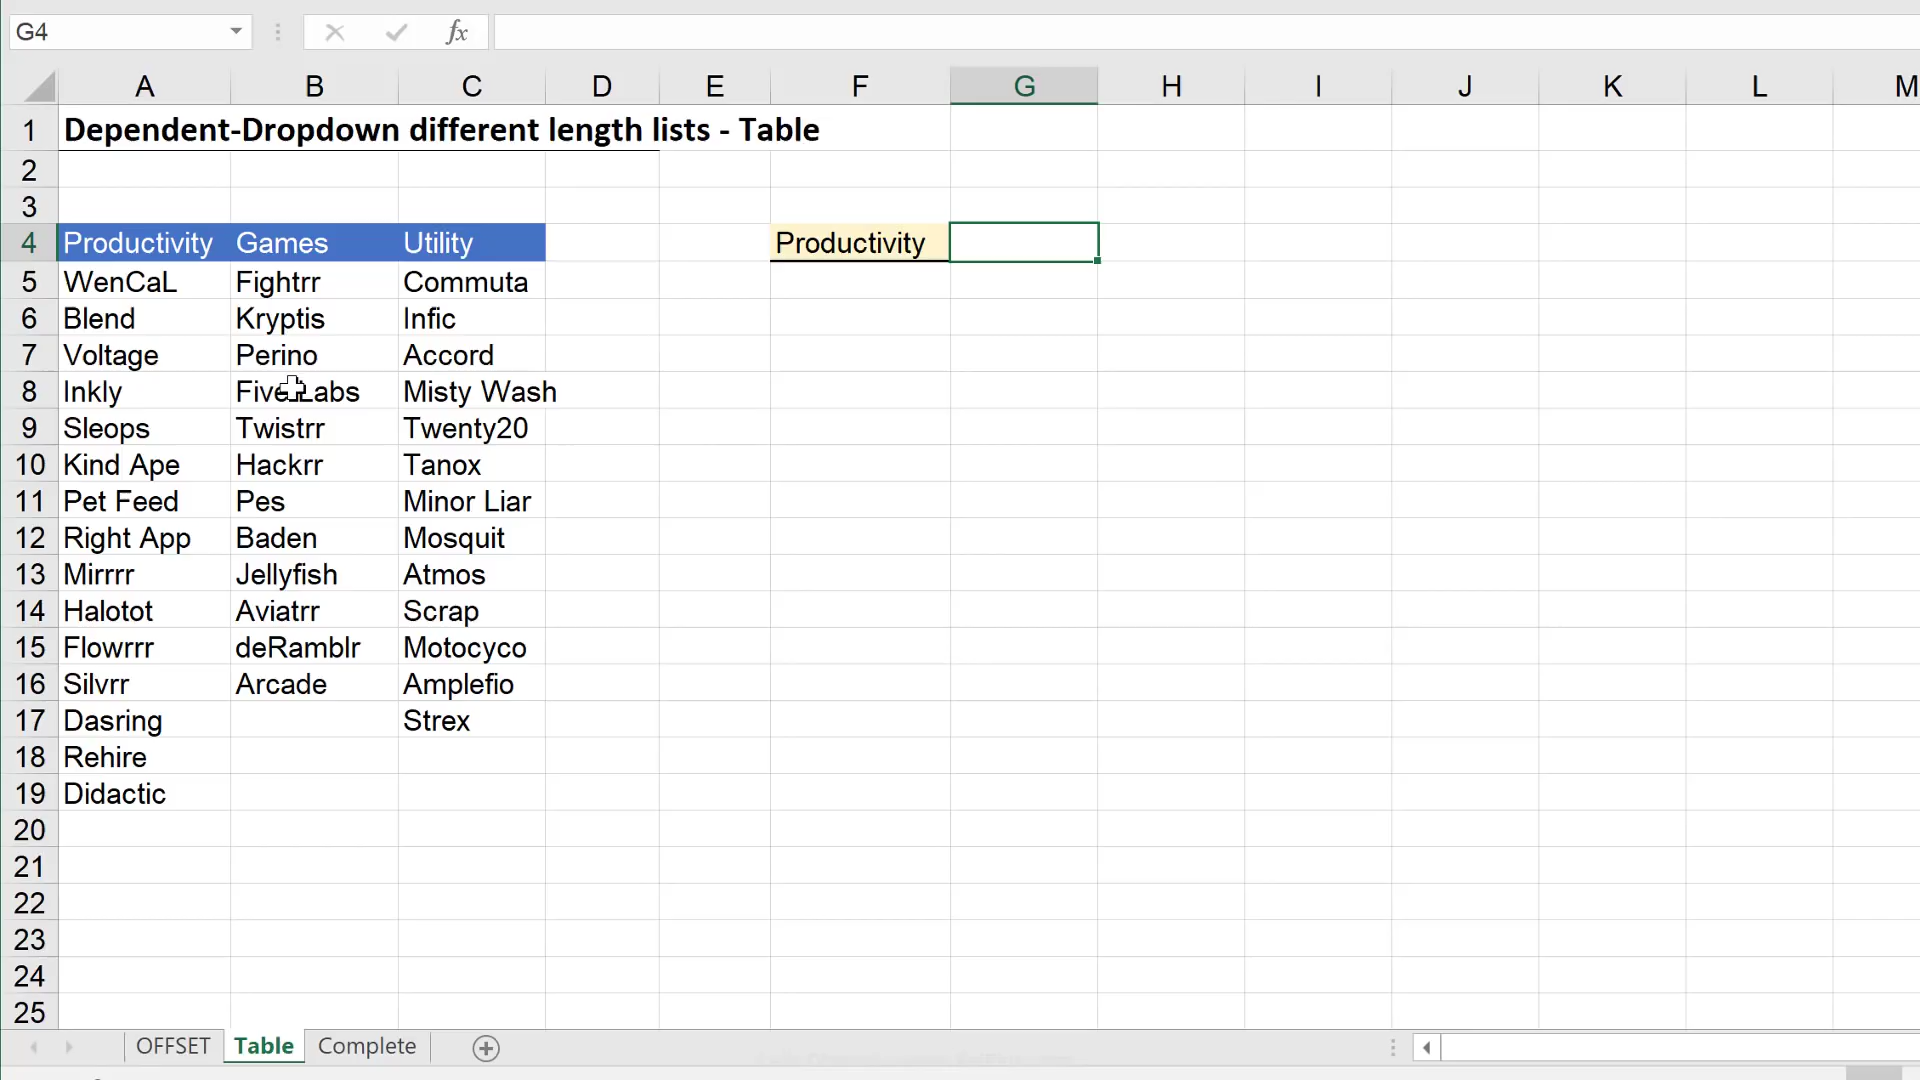 G4 fx
A B C D E F G H I J K L M
1 Dependent-Dropdown different length lists - Table
2
3
4 Productivity Games Utility Productivity
5 WenCaL Fightrr Commuta
6 Blend Kryptis Infic
7 Voltage Perino Accord
8 Inkly Five Labs Misty Wash
9 Sleops Twistrr Twenty20
10 Kind Ape Hackrr Tanox
11 Pet Feed Pes Minor Liar
12 Right App Baden Mosquit
13 Mirrrr Jellyfish Atmos
14 Halotot Aviatrr Scrap
15 Flowrrr deRamblr Motocyco
16 Silvrr Arcade Amplefio
17 Dasring Strex
18 Rehire
19 Didactic
20
21
22
23
24
25
OFFSET Table Complete